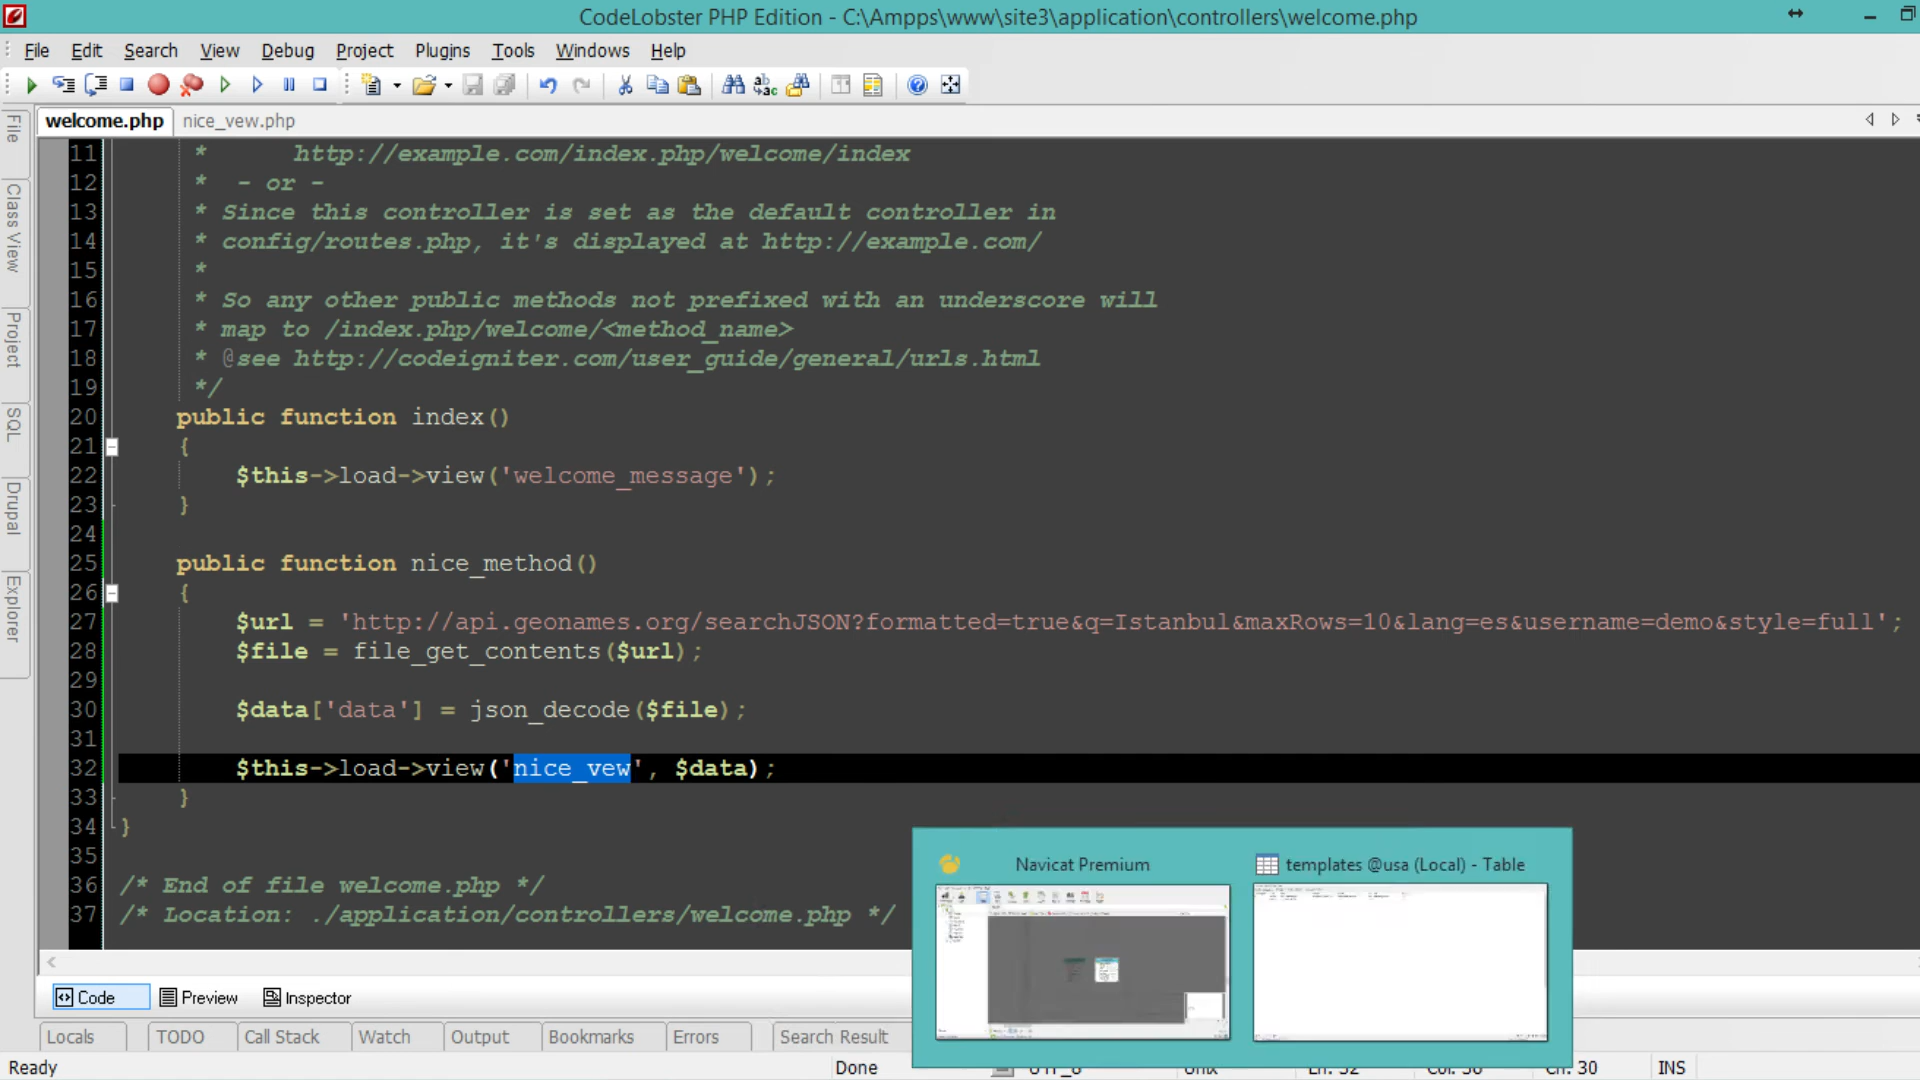 CodeLobster PHP Edition - C:\Ampps\www\site3\application\controllers\welcome.php
File Edit Search View Debug Project Plugins Tools Windows Help
welcome.php nice_vew.php
File
Class View
Project
SQL
Drupal
Explorer
11 * http://example.com/index.php/welcome/index
12 * - or -
13 * Since this controller is set as the default controller in
14 * config/routes.php, it's displayed at http://example.com/
15 *
16 * So any other public methods not prefixed with an underscore will
17 * map to /index.php/welcome/<method_name>
18 * @see http://codeigniter.com/user_guide/general/urls.html
19 */
20 public function index()
21 {
22 $this->load->view('welcome_message');
23 }
24
25 public function nice_method()
26 {
27 $url = 'http://api.geonames.org/searchJSON?formatted=true&q=Istanbul&maxRows=10&lang=es&username=demo&style=full';
28 $file = file_get_contents($url);
29
30 $data['data'] = json_decode($file);
31
32 $this->load->view('nice_vew', $data);
33 }
34 }
35
36 /* End of file welcome.php */
37 /* Location: ./application/controllers/welcome.php */
Navicat Premium
templates @usa (Local) - Table
Code Preview Inspector
Locals TODO Call Stack Watch Output Bookmarks Errors Search Result
Ready Done INS